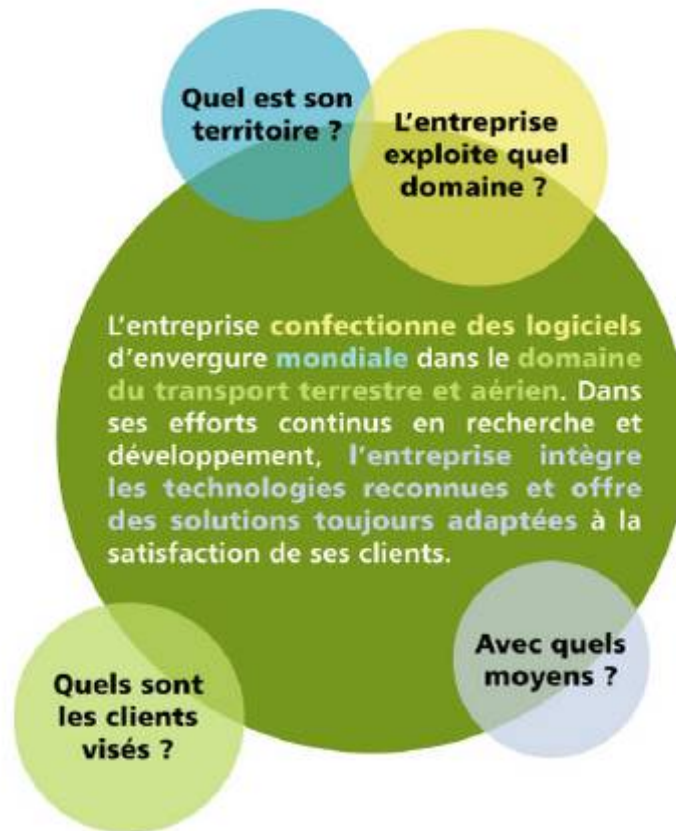 Quel est son
territoire ?
L'entreprise
exploite quel
domaine ?
L'entreprise confectionne des logiciels
d'envergure mondiale dans le domaine
du transport terrestre et aérien. Dans
ses efforts continus en recherche et
développement, l'entreprise intègre
les technologies reconnues et offre
des solutions toujours adaptées à la
satisfaction de ses clients.
Avec quels
moyens ?
Quels sont
les clients
visés ?